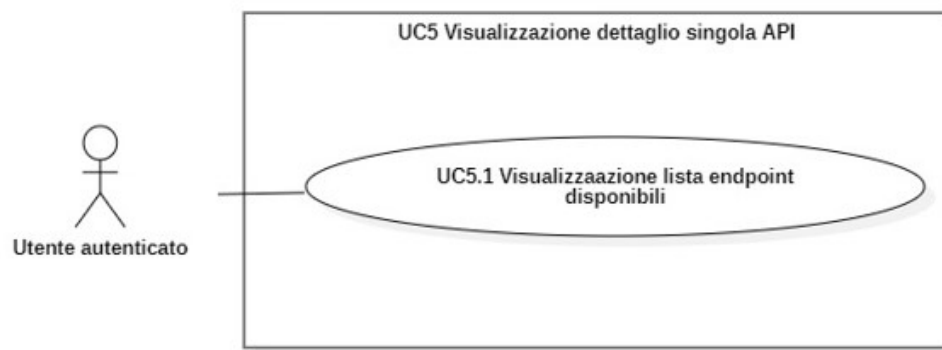 UC5 Visualizzazione dettaglio singola API
UC5.1 Visualizzaazione lista endpoint
disponibili
Utente autenticato